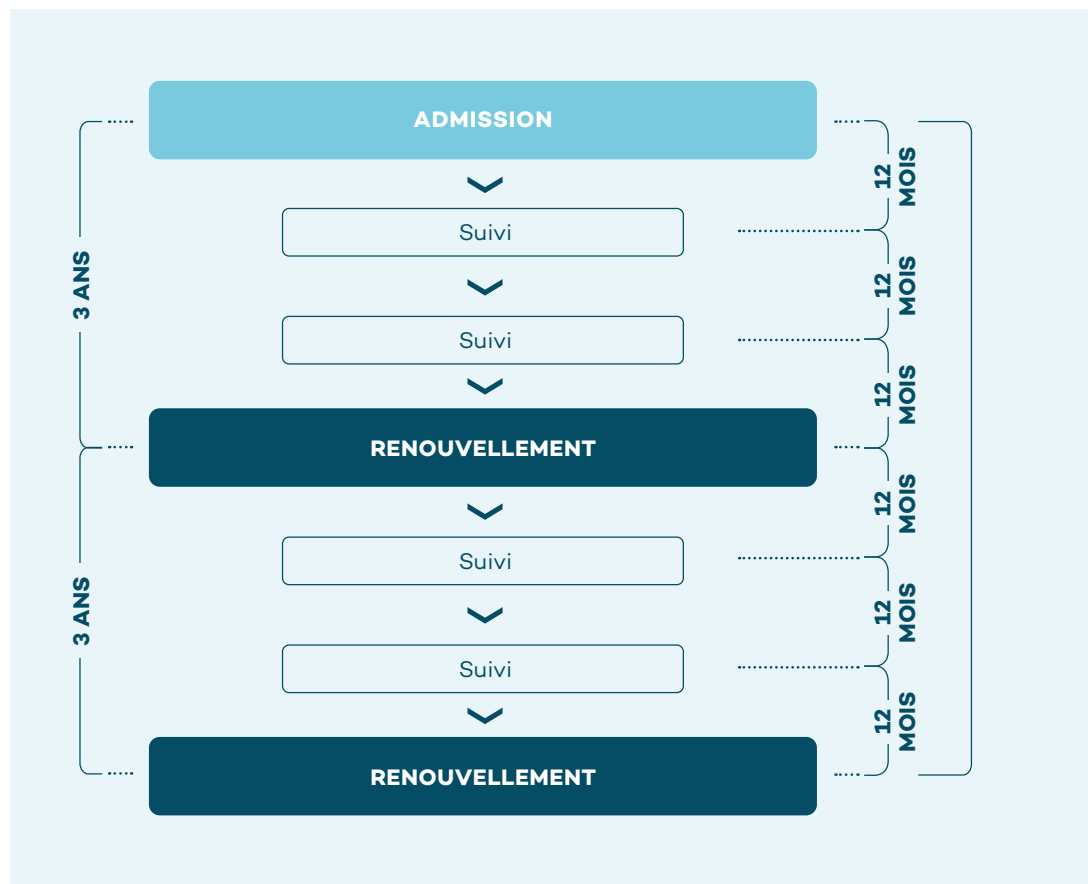 ADMISSION
12
MOIS
Suivi
12
MOIS
3 ANS
Suivi
12
MOIS
RENOUVELLEMENT
12
MOIS
Suivi
12
MOIS
3 ANS
Suivi
12
MOIS
RENOUVELLEMENT